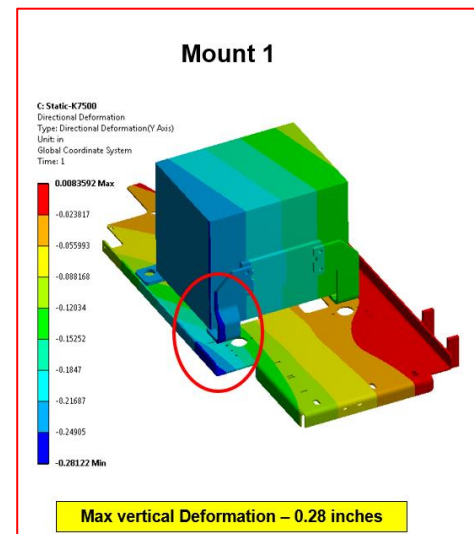 Mount 1
C: Static-K7500
Directional Deformation
Type: Directional Deformation(Y Axis)
Unit: in
Global Coordinate System
Time: 1
0.0083592 Max
-0.023817
-0.055993
-0.088168
-0.12034
-0.15252
-0.1847
-0.21687
-0.24905
-0.28122 Min
Max vertical Deformation – 0.28 inches